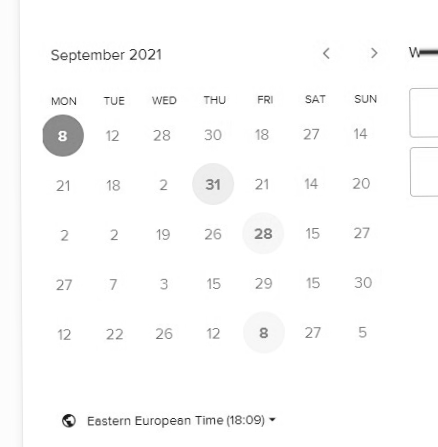 September 2021
MON TUE WED THU FRI SAT SUN
8 12 28 30 18 27 14
21 18 2 31 21 14 20
2 2 19 26 28 15 27
27 7 3 15 29 15 30
12 22 26 12 8 27 5
Eastern European Time (18:09)